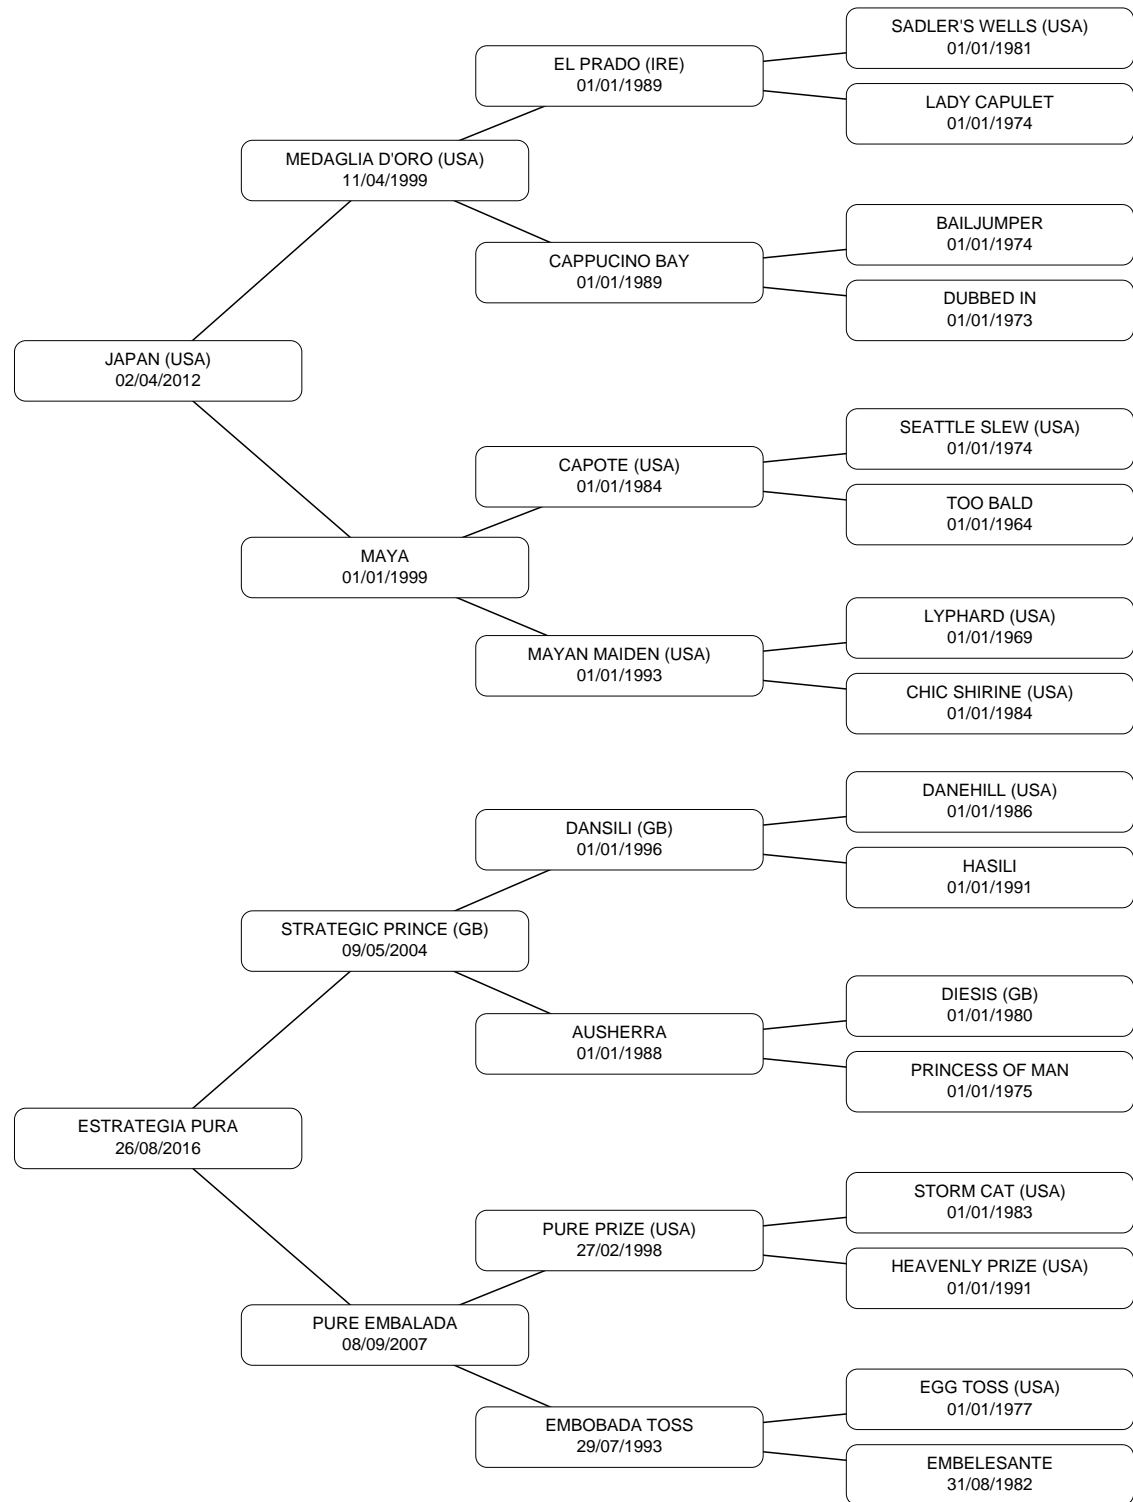 SADLER'S WELLS (USA)
01/01/1981
EL PRADO (IRE)
01/01/1989
LADY CAPULET
01/01/1974
MEDAGLIA D'ORO (USA)
11/04/1999
BAILJUMPER
01/01/1974
CAPPUCINO BAY
01/01/1989
DUBBED IN
01/01/1973
JAPAN (USA)
02/04/2012
SEATTLE SLEW (USA)
01/01/1974
CAPOTE (USA)
01/01/1984
TOO BALD
01/01/1964
MAYA
01/01/1999
LYPHARD (USA)
01/01/1969
MAYAN MAIDEN (USA)
01/01/1993
CHIC SHIRINE (USA)
01/01/1984
DANEHILL (USA)
01/01/1986
DANSILI (GB)
01/01/1996
HASILI
01/01/1991
STRATEGIC PRINCE (GB)
09/05/2004
DIESIS (GB)
01/01/1980
AUSHERRA
01/01/1988
PRINCESS OF MAN
01/01/1975
ESTRATEGIA PURA
26/08/2016
STORM CAT (USA)
01/01/1983
PURE PRIZE (USA)
27/02/1998
HEAVENLY PRIZE (USA)
01/01/1991
PURE EMBALADA
08/09/2007
EGG TOSS (USA)
01/01/1977
EMBOBADA TOSS
29/07/1993
EMBELESANTE
31/08/1982